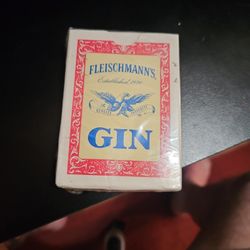 FLEISCHMANN'S
Established 1870
GIN